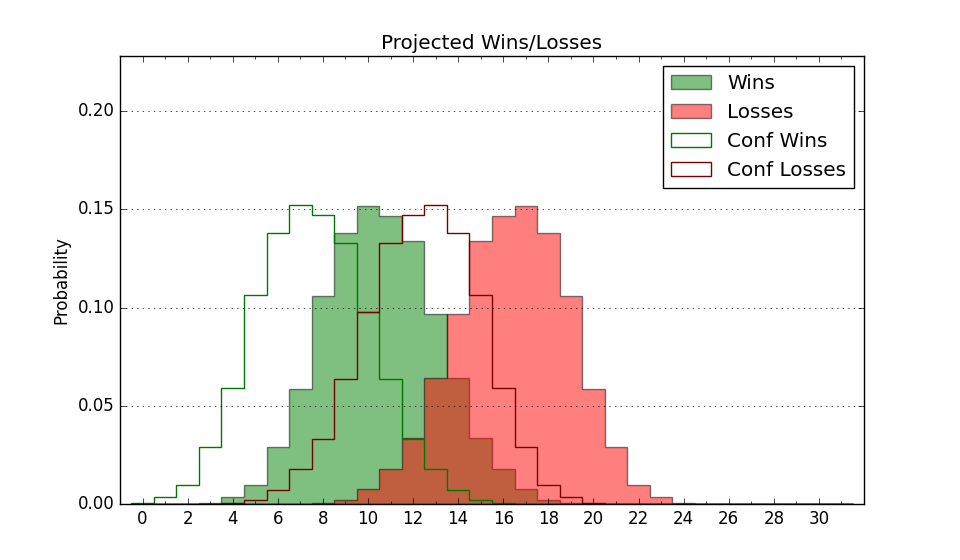 Projected Wins/Losses
Wins
Losses
Conf Wins
Conf Losses
Probability
0.20
0.15
0.10
0.05
0.00
0 2 4 6 8 10 12 14 16 18 20 22 24 26 28 30